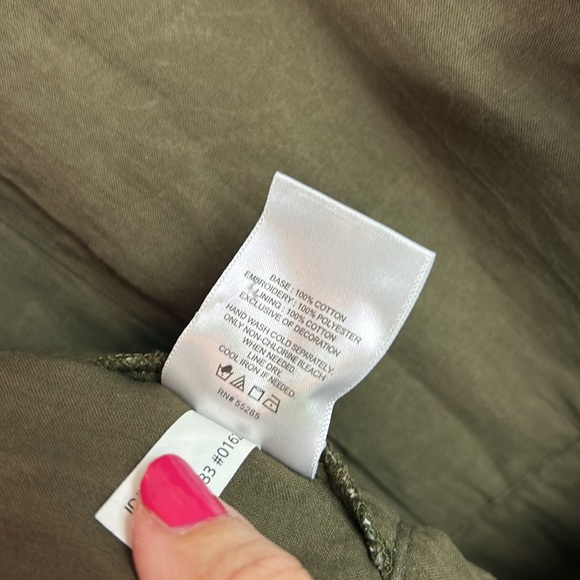 BASE : 100% COTTON
EMBROIDERY : 100% POLYESTER
LINING : 100% COTTON
EXCLUSIVE OF DECORATION
HAND WASH COLD SEPARATELY.
ONLY NON-CHLORINE BLEACH
WHEN NEEDED.
LINE DRY.
COOL IRON IF NEEDED.
RN# 55285